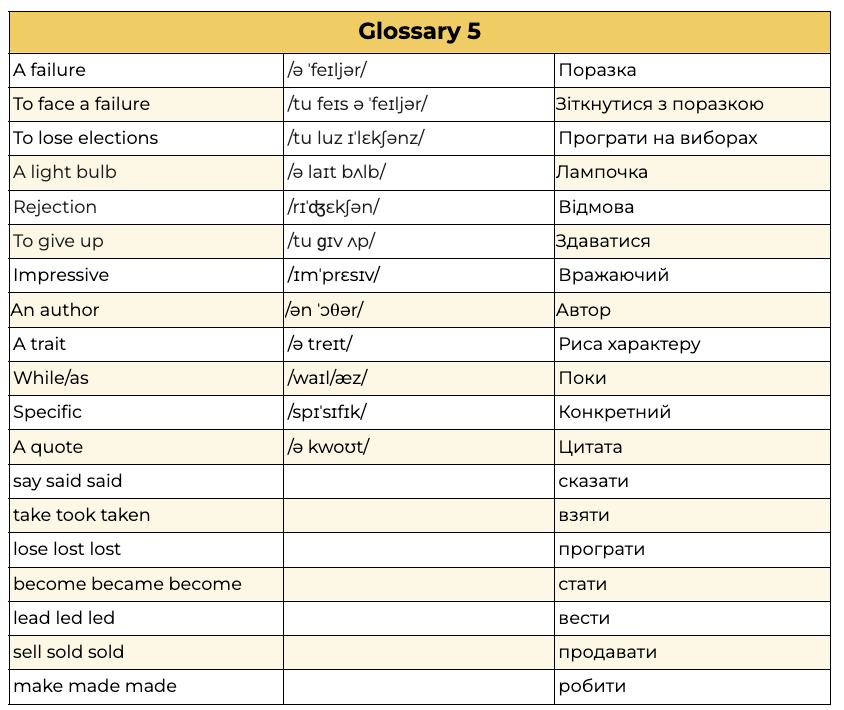 Glossary 5
A failure /ə ˈfeɪljər/ Поразка
To face a failure /tu feɪs ə ˈfeɪljər/ Зіткнутися з поразкою
To lose elections /tu luz ɪˈlɛkʃənz/ Програти на виборах
A light bulb /ə laɪt bʌlb/ Лампочка
Rejection /rɪˈʤɛkʃən/ Відмова
To give up /tu ɡɪv ʌp/ Здаватися
Impressive /ɪmˈprɛsɪv/ Вражаючий
An author /ən ˈɔθər/ Автор
A trait /ə treɪt/ Риса характеру
While/as /waɪl/æz/ Поки
Specific /spɪˈsɪfɪk/ Конкретний
A quote /ə kwoʊt/ Цитата
say said said сказати
take took taken взяти
lose lost lost програти
become became become стати
lead led led вести
sell sold sold продавати
make made made робити